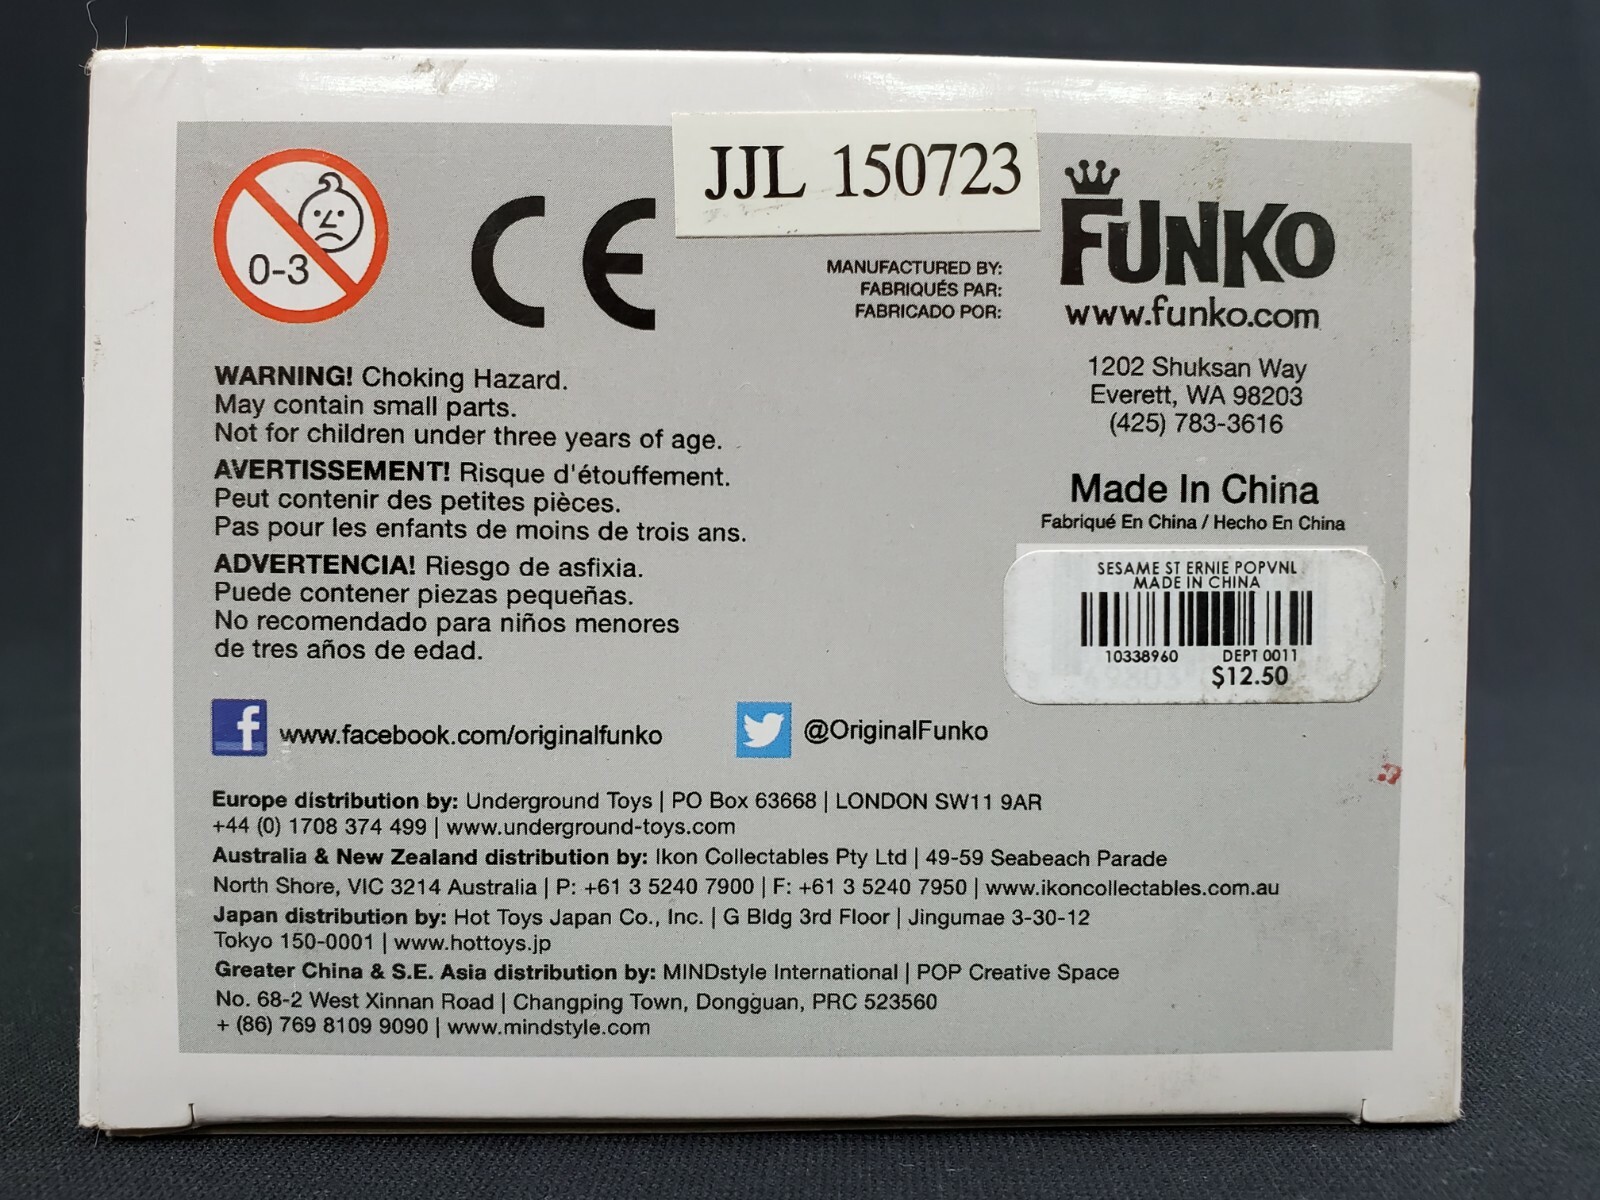 JJL 150723
0-3
CE
MANUFACTURED BY:
FABRIQUÉS PAR:
FABRICADO POR:
FUNKO
www.funko.com
1202 Shuksan Way
Everett, WA 98203
(425) 783-3616
Made In China
Fabriqué En China / Hecho En China
WARNING! Choking Hazard.
May contain small parts.
Not for children under three years of age.
AVERTISSEMENT! Risque d'étouffement.
Peut contenir des petites pièces.
Pas pour les enfants de moins de trois ans.
ADVERTENCIA! Riesgo de asfixia.
Puede contener piezas pequeñas.
No recomendado para niños menores
de tres años de edad.
SESAME ST ERNIE POPVNL
MADE IN CHINA
10338960 DEPT 0011
$12.50
f www.facebook.com/originalfunko
@OriginalFunko
Europe distribution by: Underground Toys | PO Box 63668 | LONDON SW11 9AR
+44 (0) 1708 374 499 | www.underground-toys.com
Australia & New Zealand distribution by: Ikon Collectables Pty Ltd | 49-59 Seabeach Parade
North Shore, VIC 3214 Australia | P: +61 3 5240 7900 | F: +61 3 5240 7950 | www.ikoncollectables.com.au
Japan distribution by: Hot Toys Japan Co., Inc. | G Bldg 3rd Floor | Jingumae 3-30-12
Tokyo 150-0001 | www.hottoys.jp
Greater China & S.E. Asia distribution by: MINDstyle International | POP Creative Space
No. 68-2 West Xinnan Road | Changping Town, Dongguan, PRC 523560
+ (86) 769 8109 9090 | www.mindstyle.com